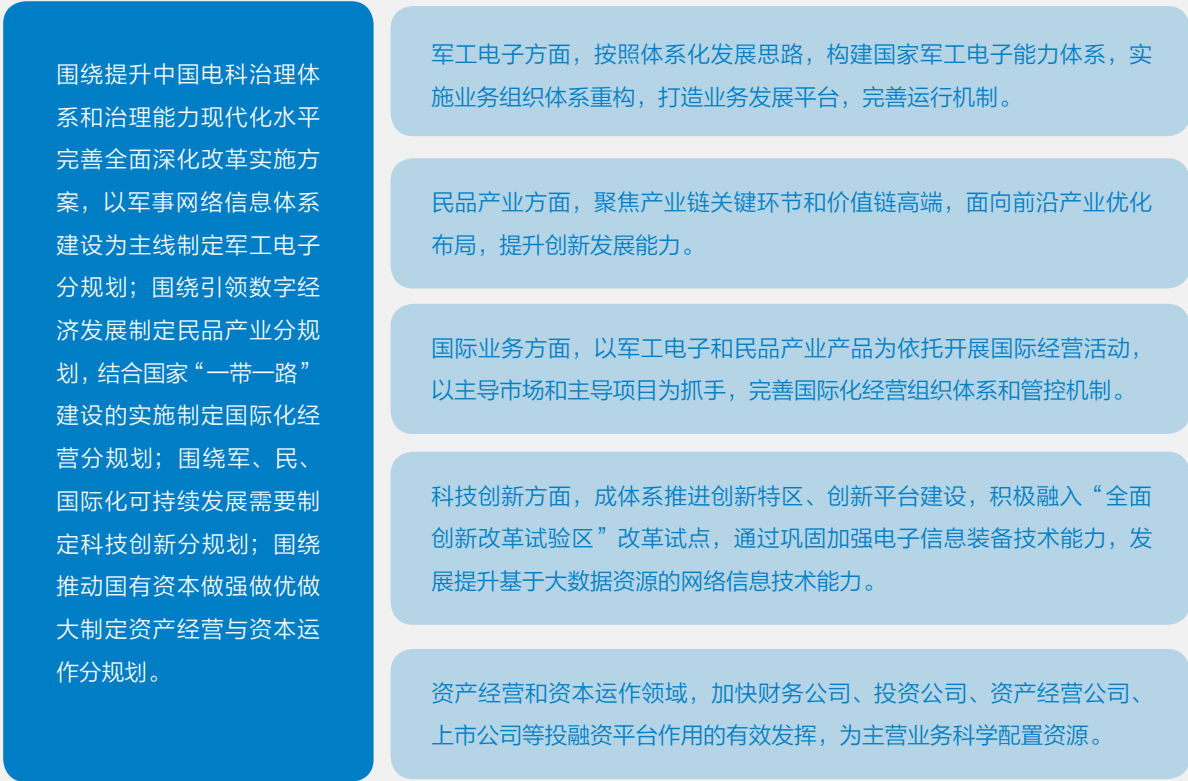 围绕提升中国电科治理体
系和治理能力现代化水平
完善全面深化改革实施方
案，以军事网络信息体系
建设为主线制定军工电子
分规划；围绕引领数字经
济发展制定民品产业分规
划，结合国家“一带一路”
建设的实施制定国际化经
营分规划；围绕军、民、
国际化可持续发展需要制
定科技创新分规划；围绕
推动国有资本做强做优做
大制定资产经营与资本运
作分规划。
军工电子方面，按照体系化发展思路，构建国家军工电子能力体系，实
施业务组织体系重构，打造业务发展平台，完善运行机制。
民品产业方面，聚焦产业链关键环节和价值链高端，面向前沿产业优化
布局，提升创新发展能力。
国际业务方面，以军工电子和民品产业产品为依托开展国际经营活动，
以主导市场和主导项目为抓手，完善国际化经营组织体系和管控机制。
科技创新方面，成体系推进创新特区、创新平台建设，积极融入“全面
创新改革试验区”改革试点，通过巩固加强电子信息装备技术能力，发
展提升基于大数据资源的网络信息技术能力。
资产经营和资本运作领域，加快财务公司、投资公司、资产经营公司、
上市公司等投融资平台作用的有效发挥，为主营业务科学配置资源。